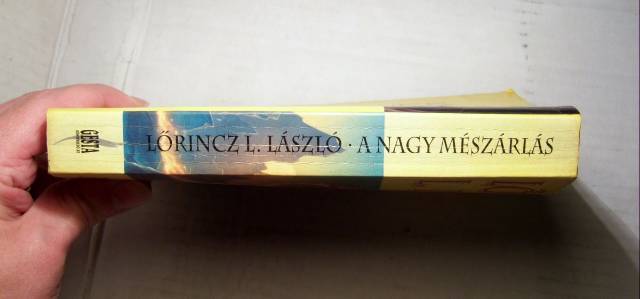 LŐRINCZ L. LÁSZLÓ · A NAGY MÉSZÁRLÁS
GESTA